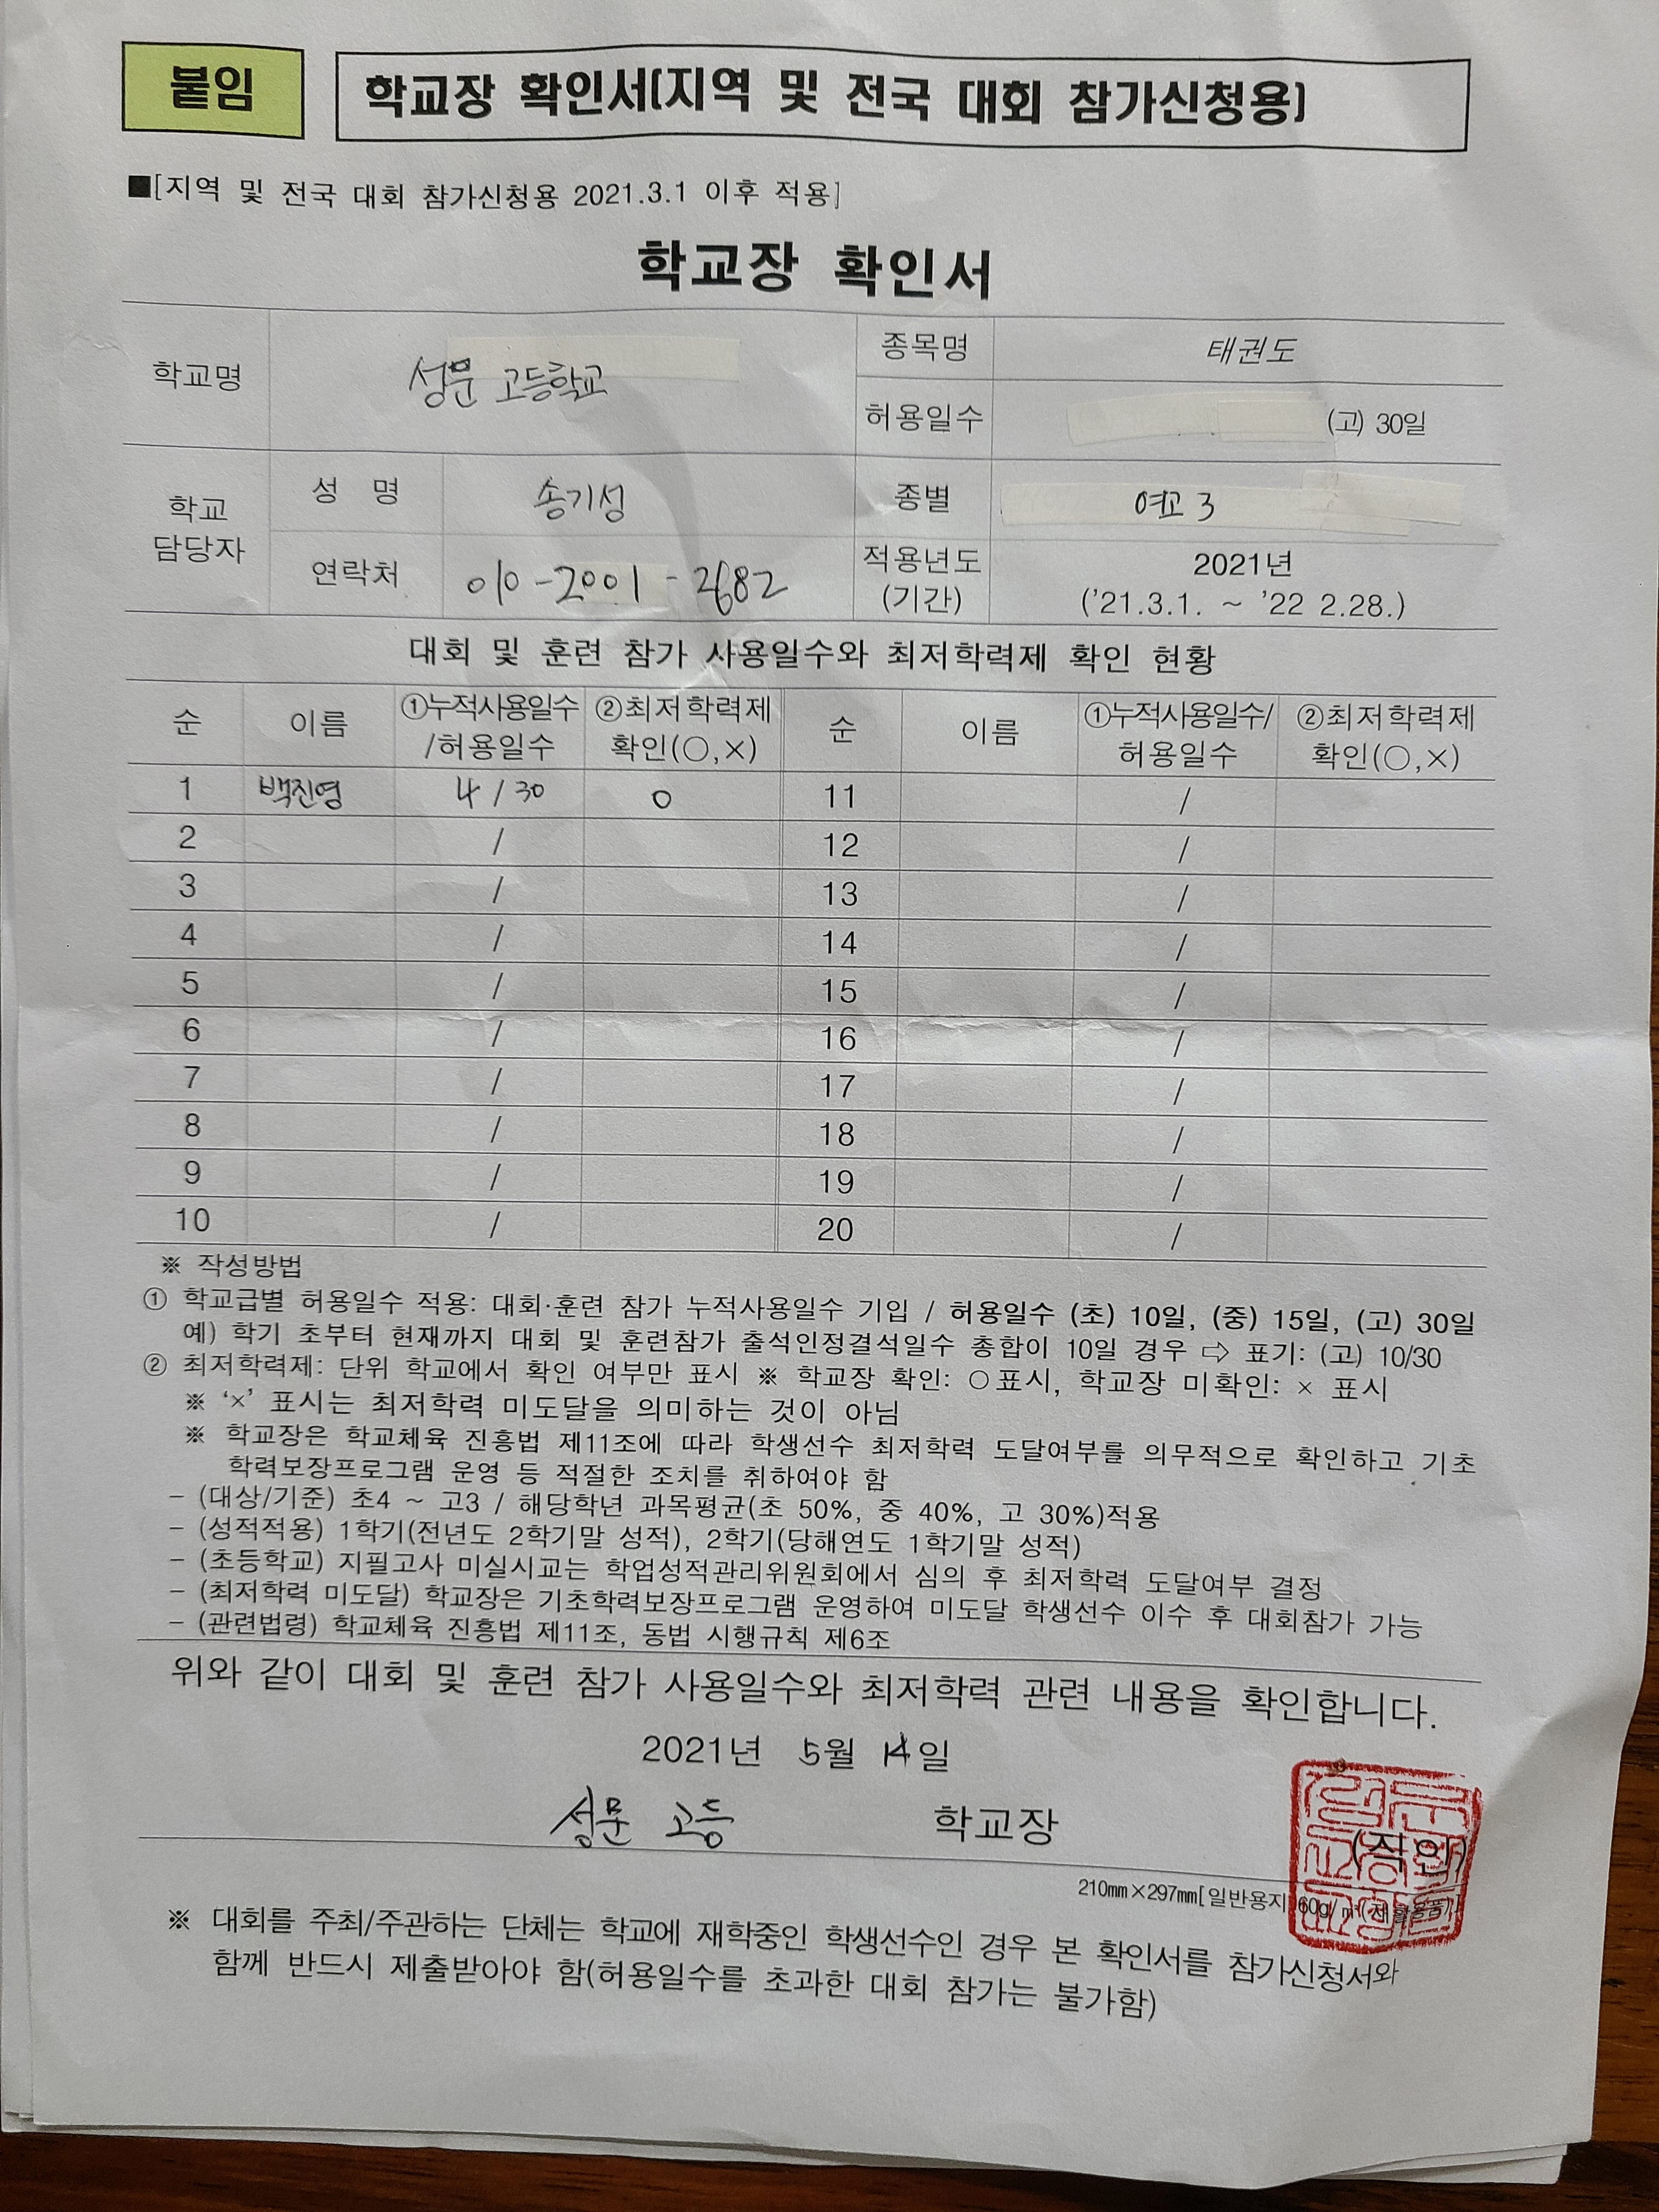 붙임
학교장 확인서(지역 및 전국 대회 참가신청용)
■[지역 및 전국 대회 참가신청용 2021.3.1 이후 적용]
학교장 확인서
학교명 성문 고등학교 종목명 태권도
허용일수 (고) 30일
학교 담당자 성 명 송기성 종별 여고 3
연락처 010-2001-2682 적용년도 (기간) 2021년
('21.3.1. ~ '22 2.28.)
대회 및 훈련 참가 사용일수와 최저학력제 확인 현황
순 이름 ①누적사용일수/허용일수 ②최저학력제 확인(○,×) 순 이름 ①누적사용일수/허용일수 ②최저학력제 확인(○,×)
1 백진영 4 / 30 O 11 /
2 / 12 /
3 / 13 /
4 / 14 /
5 / 15 /
6 / 16 /
7 / 17 /
8 / 18 /
9 / 19 /
10 / 20 /
※ 작성방법
① 학교급별 허용일수 적용: 대회·훈련 참가 누적사용일수 기입 / 허용일수 (초) 10일, (중) 15일, (고) 30일
예) 학기 초부터 현재까지 대회 및 훈련참가 출석인정결석일수 총합이 10일 경우 ⇨ 표기: (고) 10/30
② 최저학력제: 단위 학교에서 확인 여부만 표시 ※ 학교장 확인: ○표시, 학교장 미확인: × 표시
※ '×' 표시는 최저학력 미도달을 의미하는 것이 아님
※ 학교장은 학교체육 진흥법 제11조에 따라 학생선수 최저학력 도달여부를 의무적으로 확인하고 기초
학력보장프로그램 운영 등 적절한 조치를 취하여야 함
- (대상/기준) 초4 ~ 고3 / 해당학년 과목평균(초 50%, 중 40%, 고 30%)적용
- (성적적용) 1학기(전년도 2학기말 성적), 2학기(당해연도 1학기말 성적)
- (초등학교) 지필고사 미실시교는 학업성적관리위원회에서 심의 후 최저학력 도달여부 결정
- (최저학력 미도달) 학교장은 기초학력보장프로그램 운영하여 미도달 학생선수 이수 후 대회참가 가능
- (관련법령) 학교체육 진흥법 제11조, 동법 시행규칙 제6조
위와 같이 대회 및 훈련 참가 사용일수와 최저학력 관련 내용을 확인합니다.
2021년 5월 14일
성문 고등 학교장 (직인)
210㎜×297㎜[일반용지 60g/㎡(재활용품)]
※ 대회를 주최/주관하는 단체는 학교에 재학중인 학생선수인 경우 본 확인서를 참가신청서와
함께 반드시 제출받아야 함(허용일수를 초과한 대회 참가는 불가함)